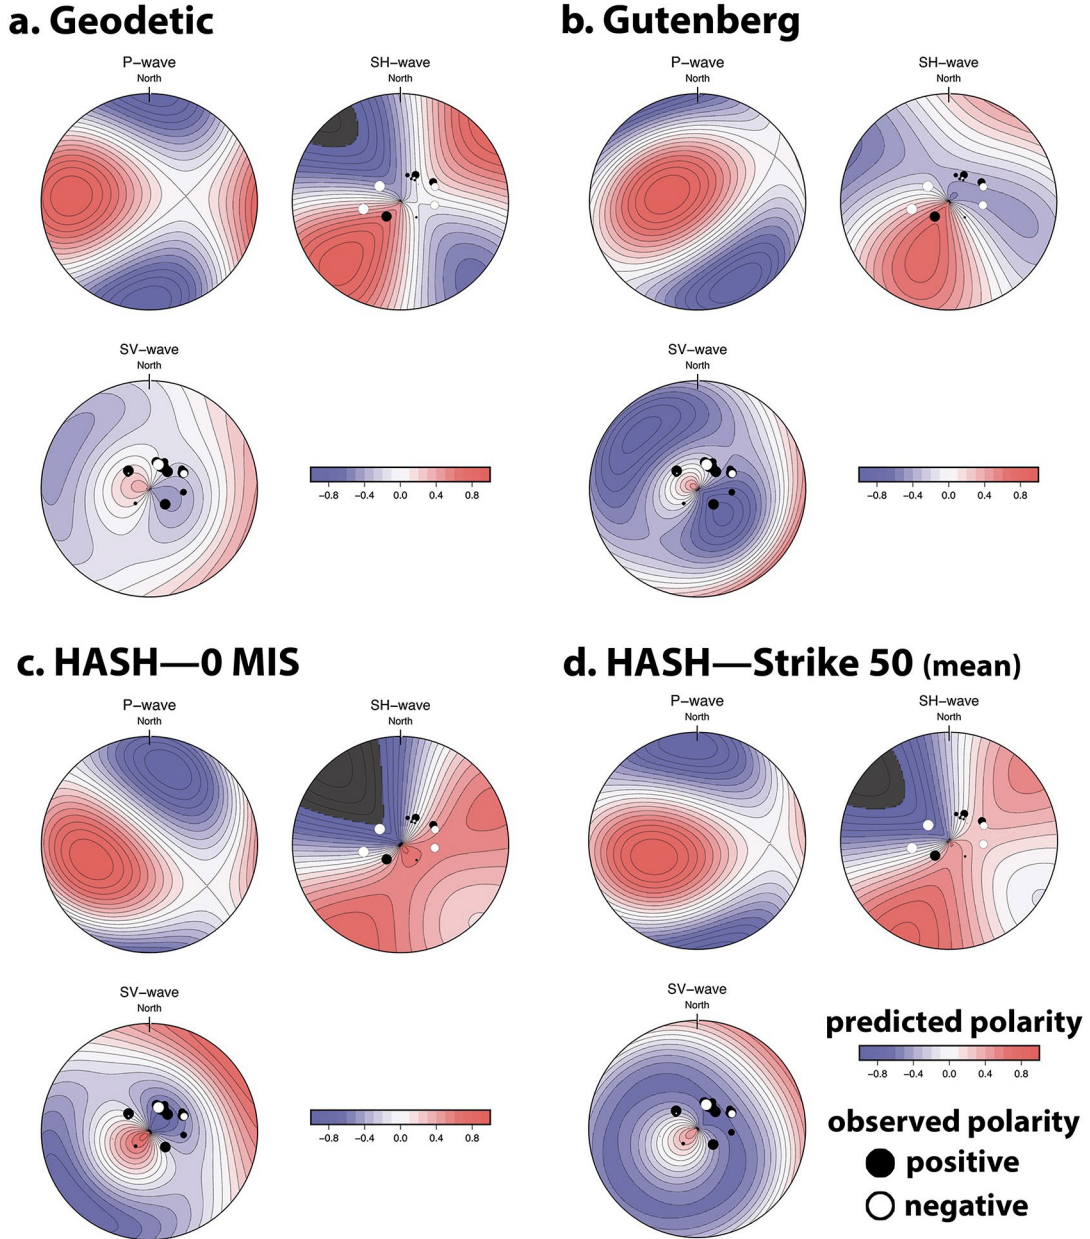 a. Geodetic
P–wave
North
SH–wave
North
SV–wave
North
−0.8 −0.4 0.0 0.4 0.8
b. Gutenberg
P–wave
North
SH–wave
North
SV–wave
North
−0.8 −0.4 0.0 0.4 0.8
c. HASH—0 MIS
P–wave
North
SH–wave
North
SV–wave
North
−0.8 −0.4 0.0 0.4 0.8
d. HASH—Strike 50 (mean)
P–wave
North
SH–wave
North
SV–wave
North
predicted polarity
−0.8 −0.4 0.0 0.4 0.8
observed polarity
positive
negative